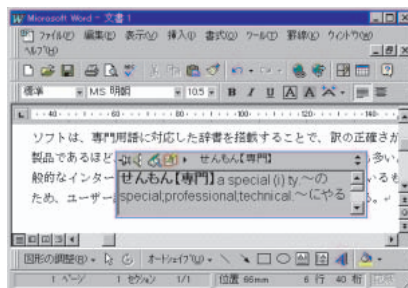 Microsoft Word - 文書1
ファイル(F) 編集(E) 表示(V) 挿入(I) 書式(O) ツール(T) 罫線(A) ウィンドウ(W)
ヘルプ(H)
標準 MS 明朝 10.5 B I U A A
ソフトは、専門用語に対応した辞書を搭載することで、訳の正確さが
製品であるほど、 せんもん【専門】 多い。
般的なインター せんもん【専門】a special (i) ty.～の いるも
ため、ユーザー special;professional;technical.～にやる る。
図形の調整(R) オートシェイプ(U)
1 ページ 1 セクション 1/1 位置 66mm 6 行 40 桁